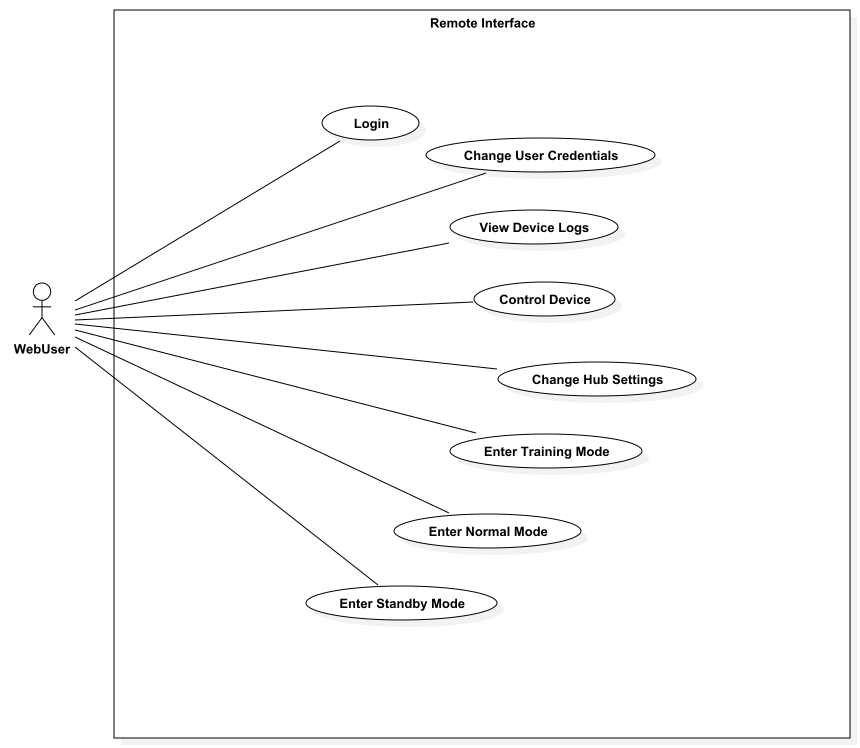 Remote Interface
Login
Change User Credentials
View Device Logs
Control Device
WebUser
Change Hub Settings
Enter Training Mode
Enter Normal Mode
Enter Standby Mode